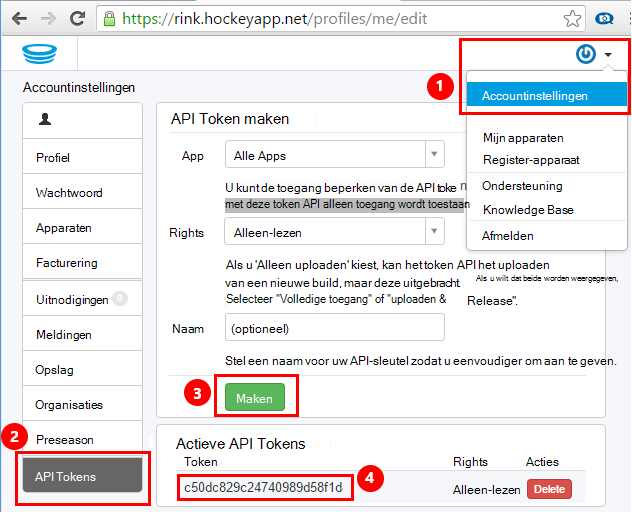 https://rink.hockeyapp.net/profiles/me/edit
1
Accountinstellingen
Accountinstellingen
Mijn apparaten
Register-apparaat
Ondersteuning
Knowledge Base
Afmelden
Profiel
Wachtwoord
Apparaten
Facturering
Uitnodigingen 0
Meldingen
Opslag
Organisaties
Preseason
2
API Tokens
API Token maken
App Alle Apps
U kunt de toegang beperken van de API toke n
met deze token API alleen toegang wordt toestaan
Rights Alleen-lezen
Als u 'Alleen uploaden' kiest, kan het token API het uploaden
van een nieuwe build, maar deze uitgebracht. Als u wilt dat beide worden weergegeven,
Selecteer "Volledige toegang" of "uploaden & Release".
Naam (optioneel)
Stel een naam voor uw API-sleutel zodat u eenvoudiger om aan te geven.
3 Maken
Actieve API Tokens
Token Rights Acties
c50dc829c24740989d58f1d 4 Alleen-lezen Delete